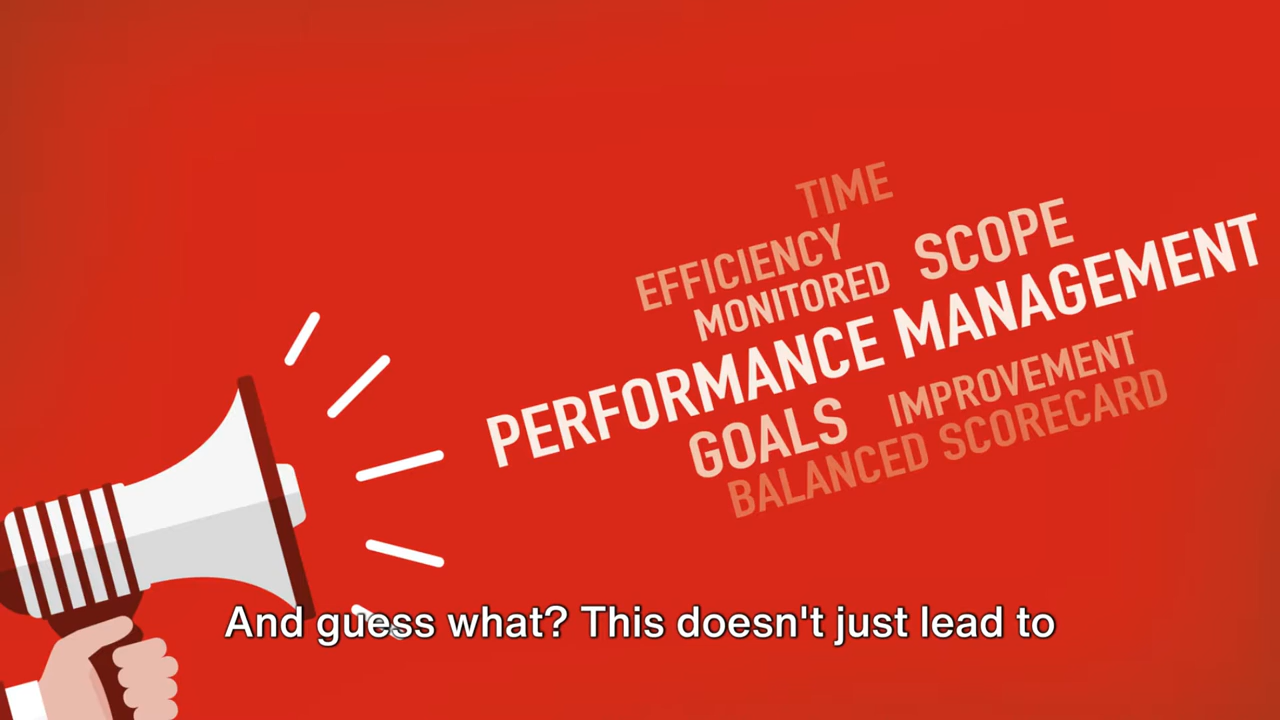 TIME
EFFICIENCY SCOPE
MONITORED
PERFORMANCE MANAGEMENT
GOALS IMPROVEMENT
BALANCED SCORECARD
And guess what? This doesn't just lead to